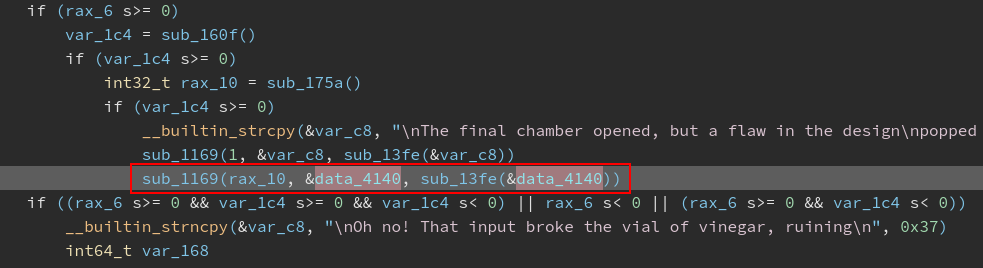 if (rax_6 s>= 0)
var_1c4 = sub_160f()
if (var_1c4 s>= 0)
int32_t rax_10 = sub_175a()
if (var_1c4 s>= 0)
__builtin_strcpy(&var_c8, "\nThe final chamber opened, but a flaw in the design\npopped
sub_1169(1, &var_c8, sub_13fe(&var_c8))
sub_1169(rax_10, &data_4140, sub_13fe(&data_4140))
if ((rax_6 s>= 0 && var_1c4 s>= 0 && var_1c4 s< 0) || rax_6 s< 0 || (rax_6 s>= 0 && var_1c4 s< 0))
__builtin_strncpy(&var_c8, "\nOh no! That input broke the vial of vinegar, ruining\n", 0x37)
int64_t var_168